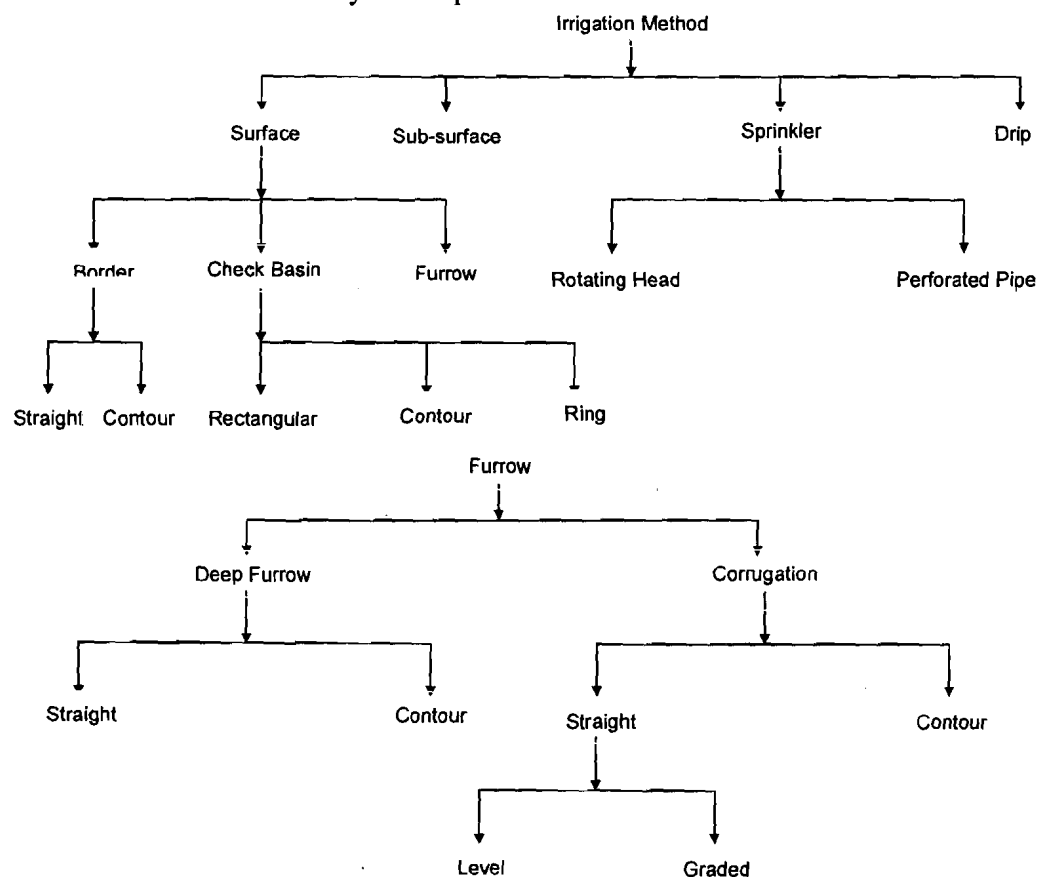 Irrigation Method
Surface Sub-surface Sprinkler Drip
Border Check Basin Furrow Rotating Head Perforated Pipe
Straight Contour Rectangular Contour Ring
Furrow
Deep Furrow Corrugation
Straight Contour Straight Contour
Level Graded